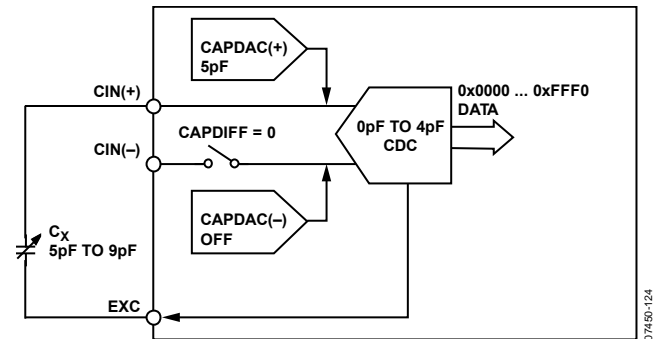 CAPDAC(+)
5pF
CIN(+)
0x0000 ... 0xFFF0
DATA
CAPDIFF = 0
0pF TO 4pF
CDC
CIN(–)
CAPDAC(–)
OFF
CX
5pF TO 9pF
EXC
07450-124